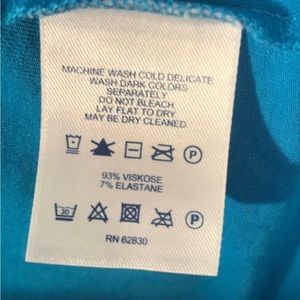 MACHINE WASH COLD DELICATE
WASH DARK COLORS
SEPARATELY
DO NOT BLEACH.
LAY FLAT TO DRY
MAY BE DRY CLEANED.
P
93% VISKOSE
7% ELASTANE
30 P
RN 62830